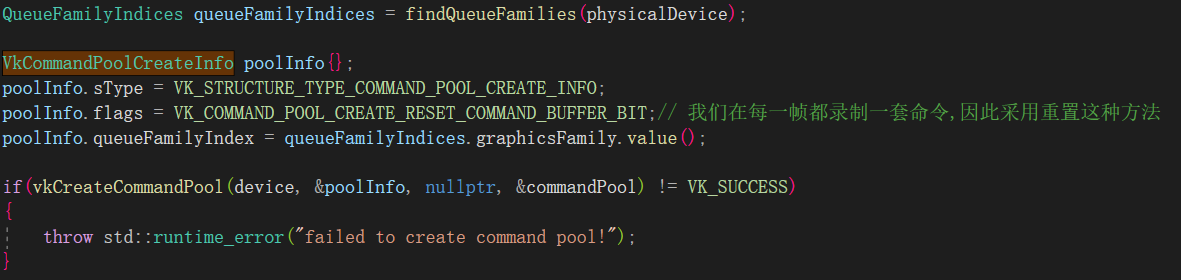 QueueFamilyIndices queueFamilyIndices = findQueueFamilies(physicalDevice);
VkCommandPoolCreateInfo poolInfo{};
poolInfo.sType = VK_STRUCTURE_TYPE_COMMAND_POOL_CREATE_INFO;
poolInfo.flags = VK_COMMAND_POOL_CREATE_RESET_COMMAND_BUFFER_BIT;// 我们在每一帧都录制一套命令,因此采用重置这种方法
poolInfo.queueFamilyIndex = queueFamilyIndices.graphicsFamily.value();
if(vkCreateCommandPool(device, &poolInfo, nullptr, &commandPool) != VK_SUCCESS)
{
throw std::runtime_error("failed to create command pool!");
}